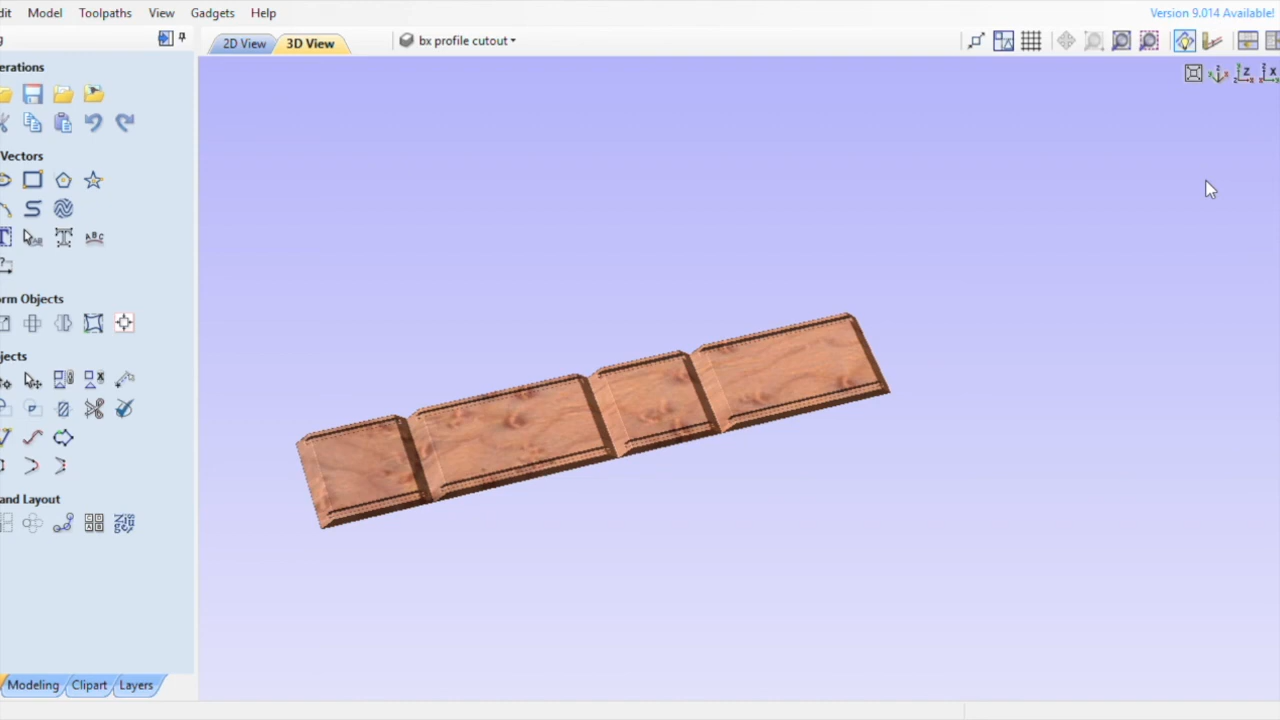 dit Model Toolpaths View Gadgets Help
Version 9.014 Available!
g
2D View 3D View bx profile cutout
erations
Vectors
ABC
orm Objects
jects
and Layout
Modeling Clipart Layers